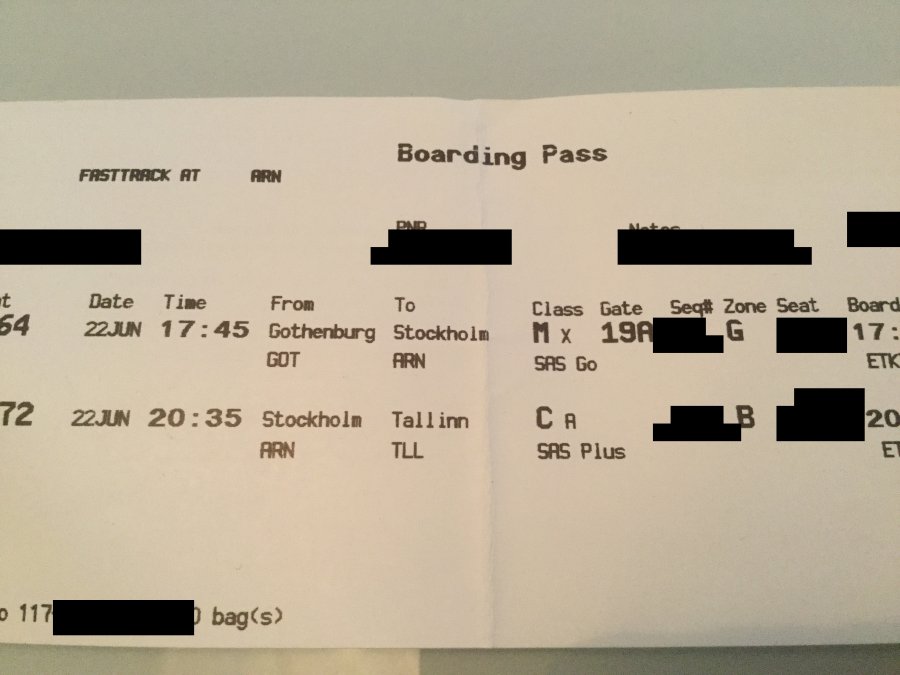 Boarding Pass
FASTTRACK AT ARN
PNR Notes
Date Time From To Class Gate Seq# Zone Seat Board
64 22JUN 17:45 Gothenburg Stockholm M X 19A G 17:
GOT ARN SAS Go ETK
72 22JUN 20:35 Stockholm Tallinn C A B 20
ARN TLL SAS Plus ET
117 bag(s)